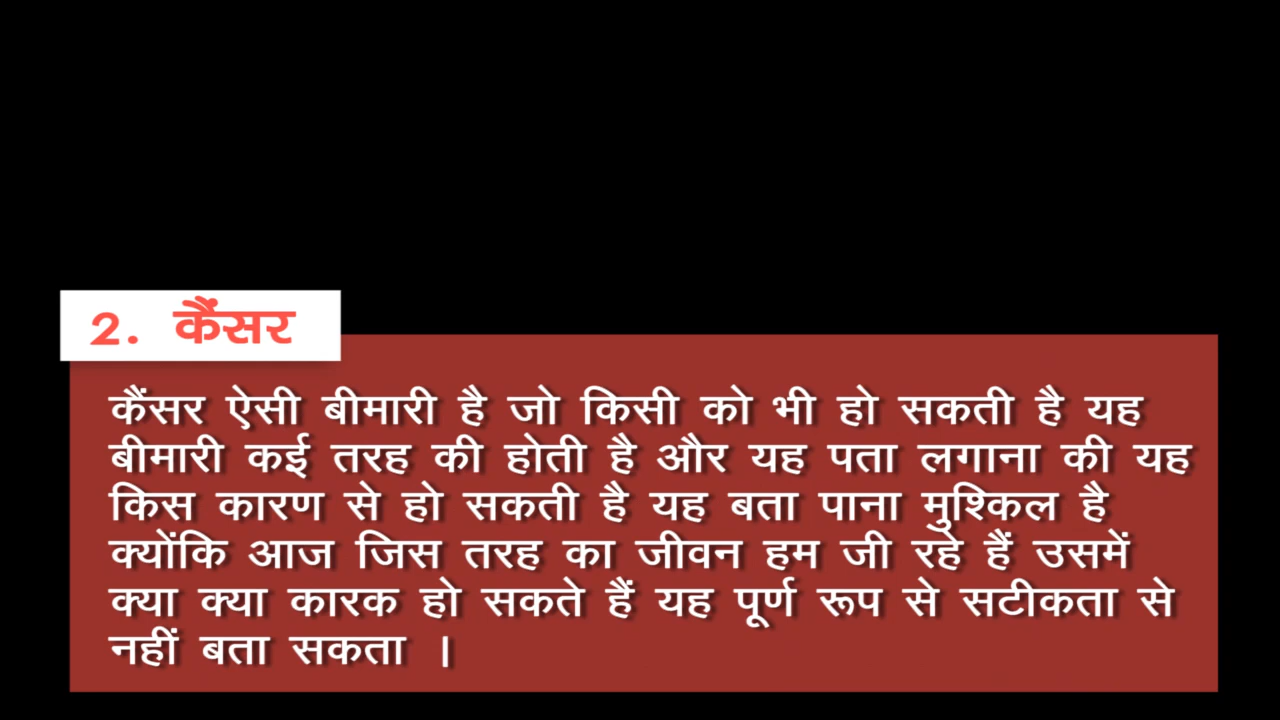 2. कैंसर
कैंसर ऐसी बीमारी है जो किसी को भी हो सकती है यह
बीमारी कई तरह की होती है और यह पता लगाना की यह
किस कारण से हो सकती है यह बता पाना मुश्किल है
क्योंकि आज जिस तरह का जीवन हम जी रहे हैं उसमें
क्या क्या कारक हो सकते हैं यह पूर्ण रूप से सटीकता से
नहीं बता सकता ।